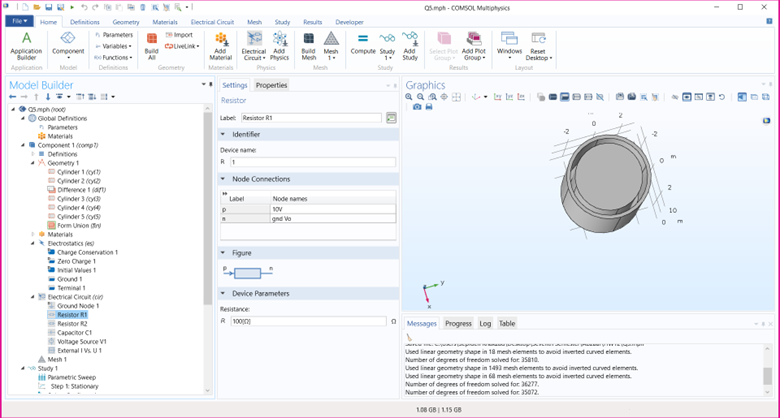 Q5.mph - COMSOL Multiphysics
File Home Definitions Geometry Materials Electrical Circuit Mesh Study Results Developer
Application Builder
Component 1
Pi Parameters
a= Variables
f(x) Functions
Build All
Import
LiveLink
Add Material
Electrical Circuit
Add Physics
Build Mesh
Mesh 1
Compute
Study 1
Add Study
Select Plot Group
Add Plot Group
Windows
Reset Desktop
Application Model Definitions Geometry Materials Physics Mesh Study Results Layout
Model Builder
Q5.mph (root)
Global Definitions
Pi Parameters
Materials
Component 1 (comp1)
Definitions
Geometry 1
Cylinder 1 (cyl1)
Cylinder 2 (cyl2)
Difference 1 (dif1)
Cylinder 3 (cyl3)
Cylinder 4 (cyl4)
Cylinder 5 (cyl5)
Form Union (fin)
Materials
Electrostatics (es)
Charge Conservation 1
Zero Charge 1
Initial Values 1
Ground 1
Terminal 1
Electrical Circuit (cir)
Ground Node 1
Resistor R1
Resistor R2
Capacitor C1
Voltage Source V1
External I Vs. U 1
Mesh 1
Study 1
Parametric Sweep
Step 1: Stationary
Settings Properties
Resistor
Label: Resistor R1
Identifier
Device name:
R 1
Node Connections
Label Node names
p 10V
n gnd Vo
Figure
p n
Device Parameters
Resistance:
R 100[Ω] Ω
Graphics
0 2
-2
-2
0 m
2
10
m
0
y
x
Messages Progress Log Table
Used linear geometry shape in 18 mesh elements to avoid inverted curved elements.
Number of degrees of freedom solved for: 35810.
Used linear geometry shape in 1493 mesh elements to avoid inverted curved elements.
Used linear geometry shape in 68 mesh elements to avoid inverted curved elements.
Number of degrees of freedom solved for: 36277.
Number of degrees of freedom solved for: 35072.
1.08 GB | 1.15 GB